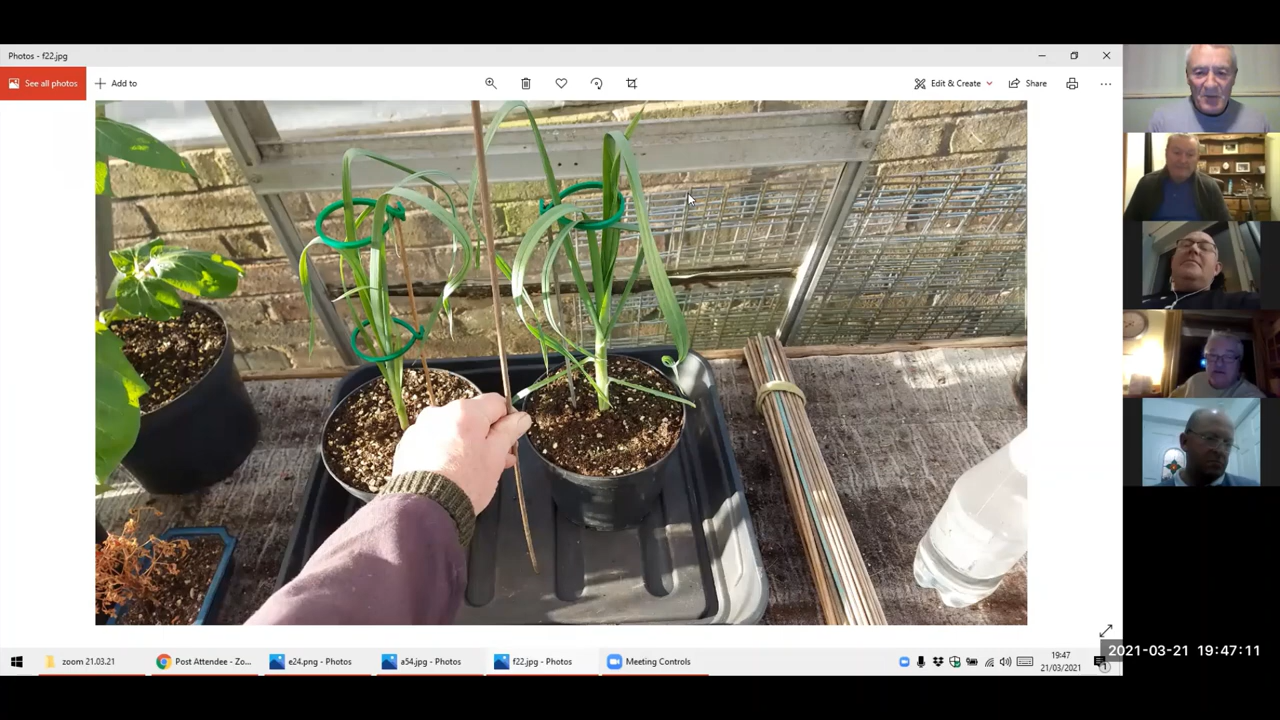 Photos - f22.jpg
See all photos
Add to
Edit & Create
Share
2021-03-21 19:47:11
zoom 21.03.21
Post Attendee - Zo...
e24.png - Photos
a54.jpg - Photos
f22.jpg - Photos
Meeting Controls
19:47
21/03/2021
1